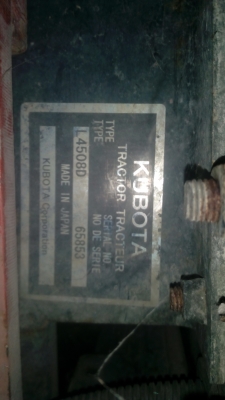 KUBOTA
TRACTOR TRACTEUR
TYPE SERIAL NO
TYPE NO DE SERIE
L4508D 65853
MADE IN JAPAN
KUBOTA Corporation